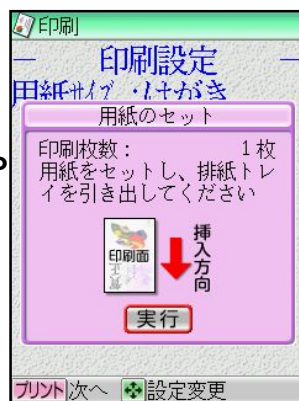 印刷
印刷設定
用紙サイズ :はがき
用紙のセット
印刷枚数: 1枚
用紙をセットし、排紙トレ
イを引き出してください
印刷面
挿入方向
実行
プリント 次へ 設定変更